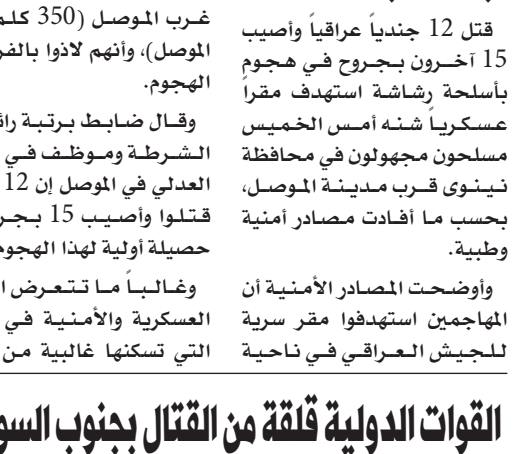 قتل 12 جندياً عراقياً وأصيب
15 آخرون بجروح في هجوم
بأسلحة رشاشة استهدف مقراً
عسكرياً شنه أمس الخميس
مسلحون مجهولون في محافظة
نينوى قرب مدينة الموصل،
بحسب ما أفادت مصادر أمنية
وطبية.
وأوضحت المصادر الأمنية أن
المهاجمين استهدفوا مقر سرية
للجيش العراقي في ناحية
غرب الموصل (350 كلم
الموصل)، وأنهم لاذوا
الهجوم.
وقال ضابط برتبة
الشرطة وموظف في
العدلي في الموصل إن 12
قتلوا وأصيب 15
حصيلة أولية لهذا الهجوم
وغالباً ما تتعرض
العسكرية والأمنية في
التي تسكنها غالبية من
القوات الدولية قلقة من القتال بجنوب